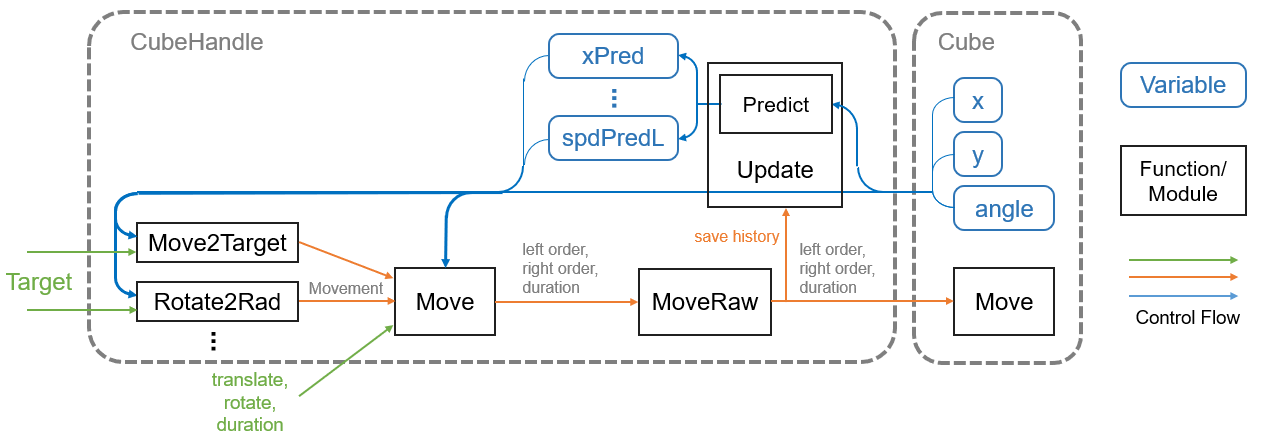 CubeHandle
Cube
xPred
⋮
spdPredL
Predict
Update
x
y
angle
Variable
Function/
Module
Control Flow
Target
Move2Target
Rotate2Rad
⋮
Movement
translate,
rotate,
duration
Move
left order,
right order,
duration
MoveRaw
save history
left order,
right order,
duration
Move